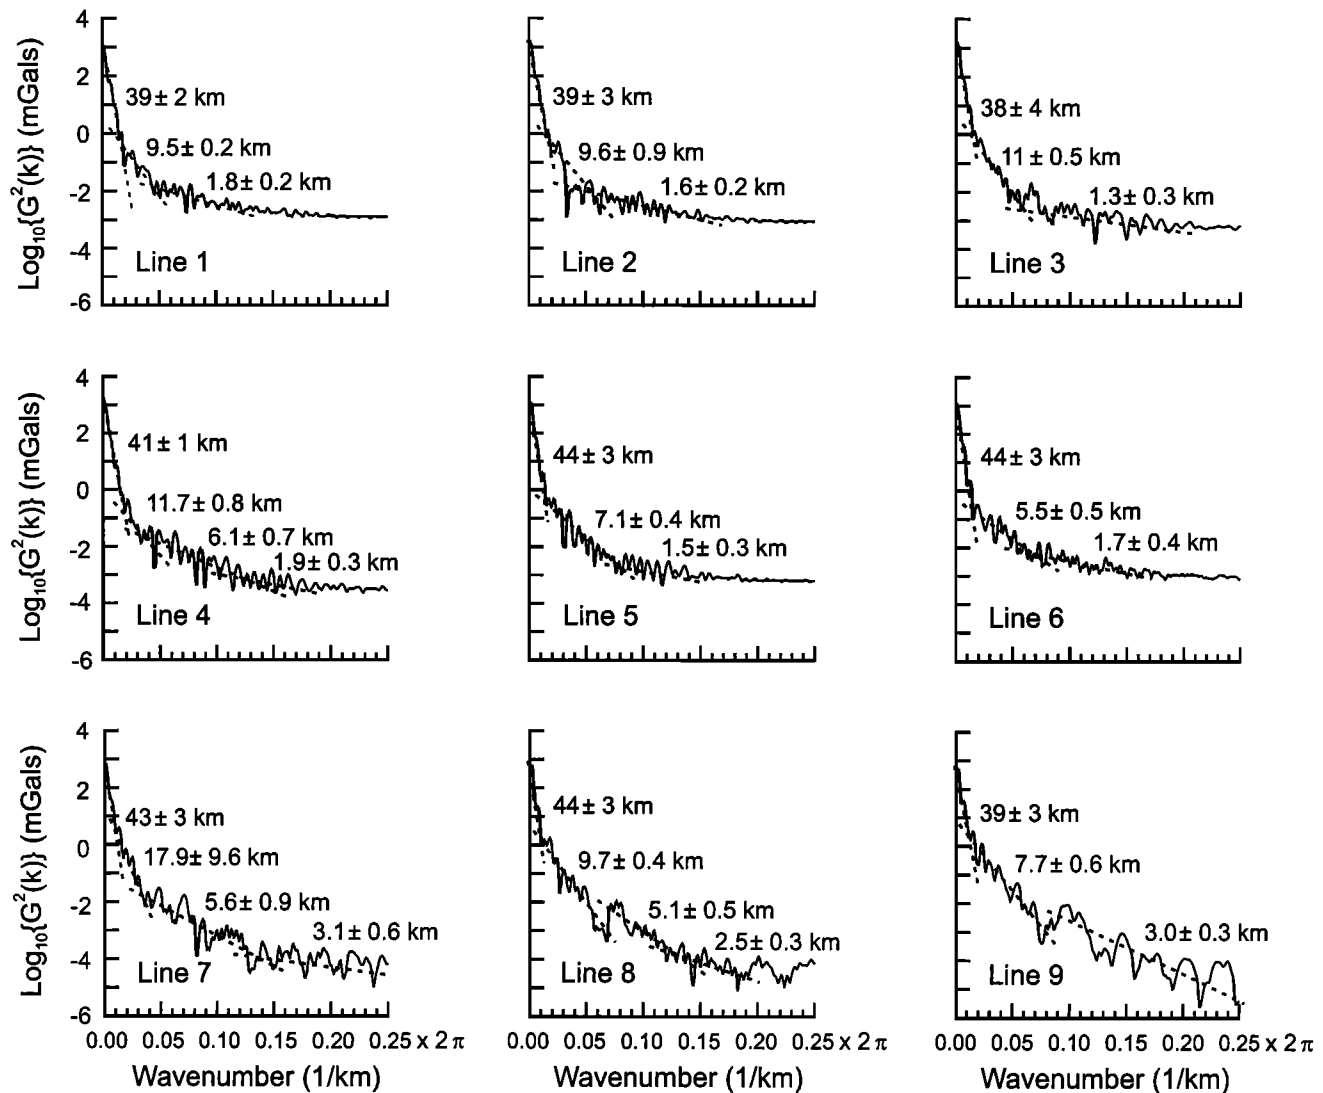 Log10{G²(k)} (mGals)
4
2
0
-2
-4
-6
39± 2 km
9.5± 0.2 km
1.8± 0.2 km
Line 1
39± 3 km
9.6± 0.9 km
1.6± 0.2 km
Line 2
38± 4 km
11± 0.5 km
1.3± 0.3 km
Line 3
Log10{G²(k)} (mGals)
4
2
0
-2
-4
-6
41± 1 km
11.7± 0.8 km
6.1± 0.7 km
1.9± 0.3 km
Line 4
44± 3 km
7.1± 0.4 km
1.5± 0.3 km
Line 5
44± 3 km
5.5± 0.5 km
1.7± 0.4 km
Line 6
Log10{G²(k)} (mGals)
4
2
0
-2
-4
-6
43± 3 km
17.9± 9.6 km
5.6± 0.9 km
3.1± 0.6 km
Line 7
44± 3 km
9.7± 0.4 km
5.1± 0.5 km
2.5± 0.3 km
Line 8
39± 3 km
7.7± 0.6 km
3.0± 0.3 km
Line 9
0.00 0.05 0.10 0.15 0.20 0.25 x 2 π
0.00 0.05 0.10 0.15 0.20 0.25 x 2 π
0.00 0.05 0.10 0.15 0.20 0.25 x 2 π
Wavenumber (1/km)
Wavenumber (1/km)
Wavenumber (1/km)